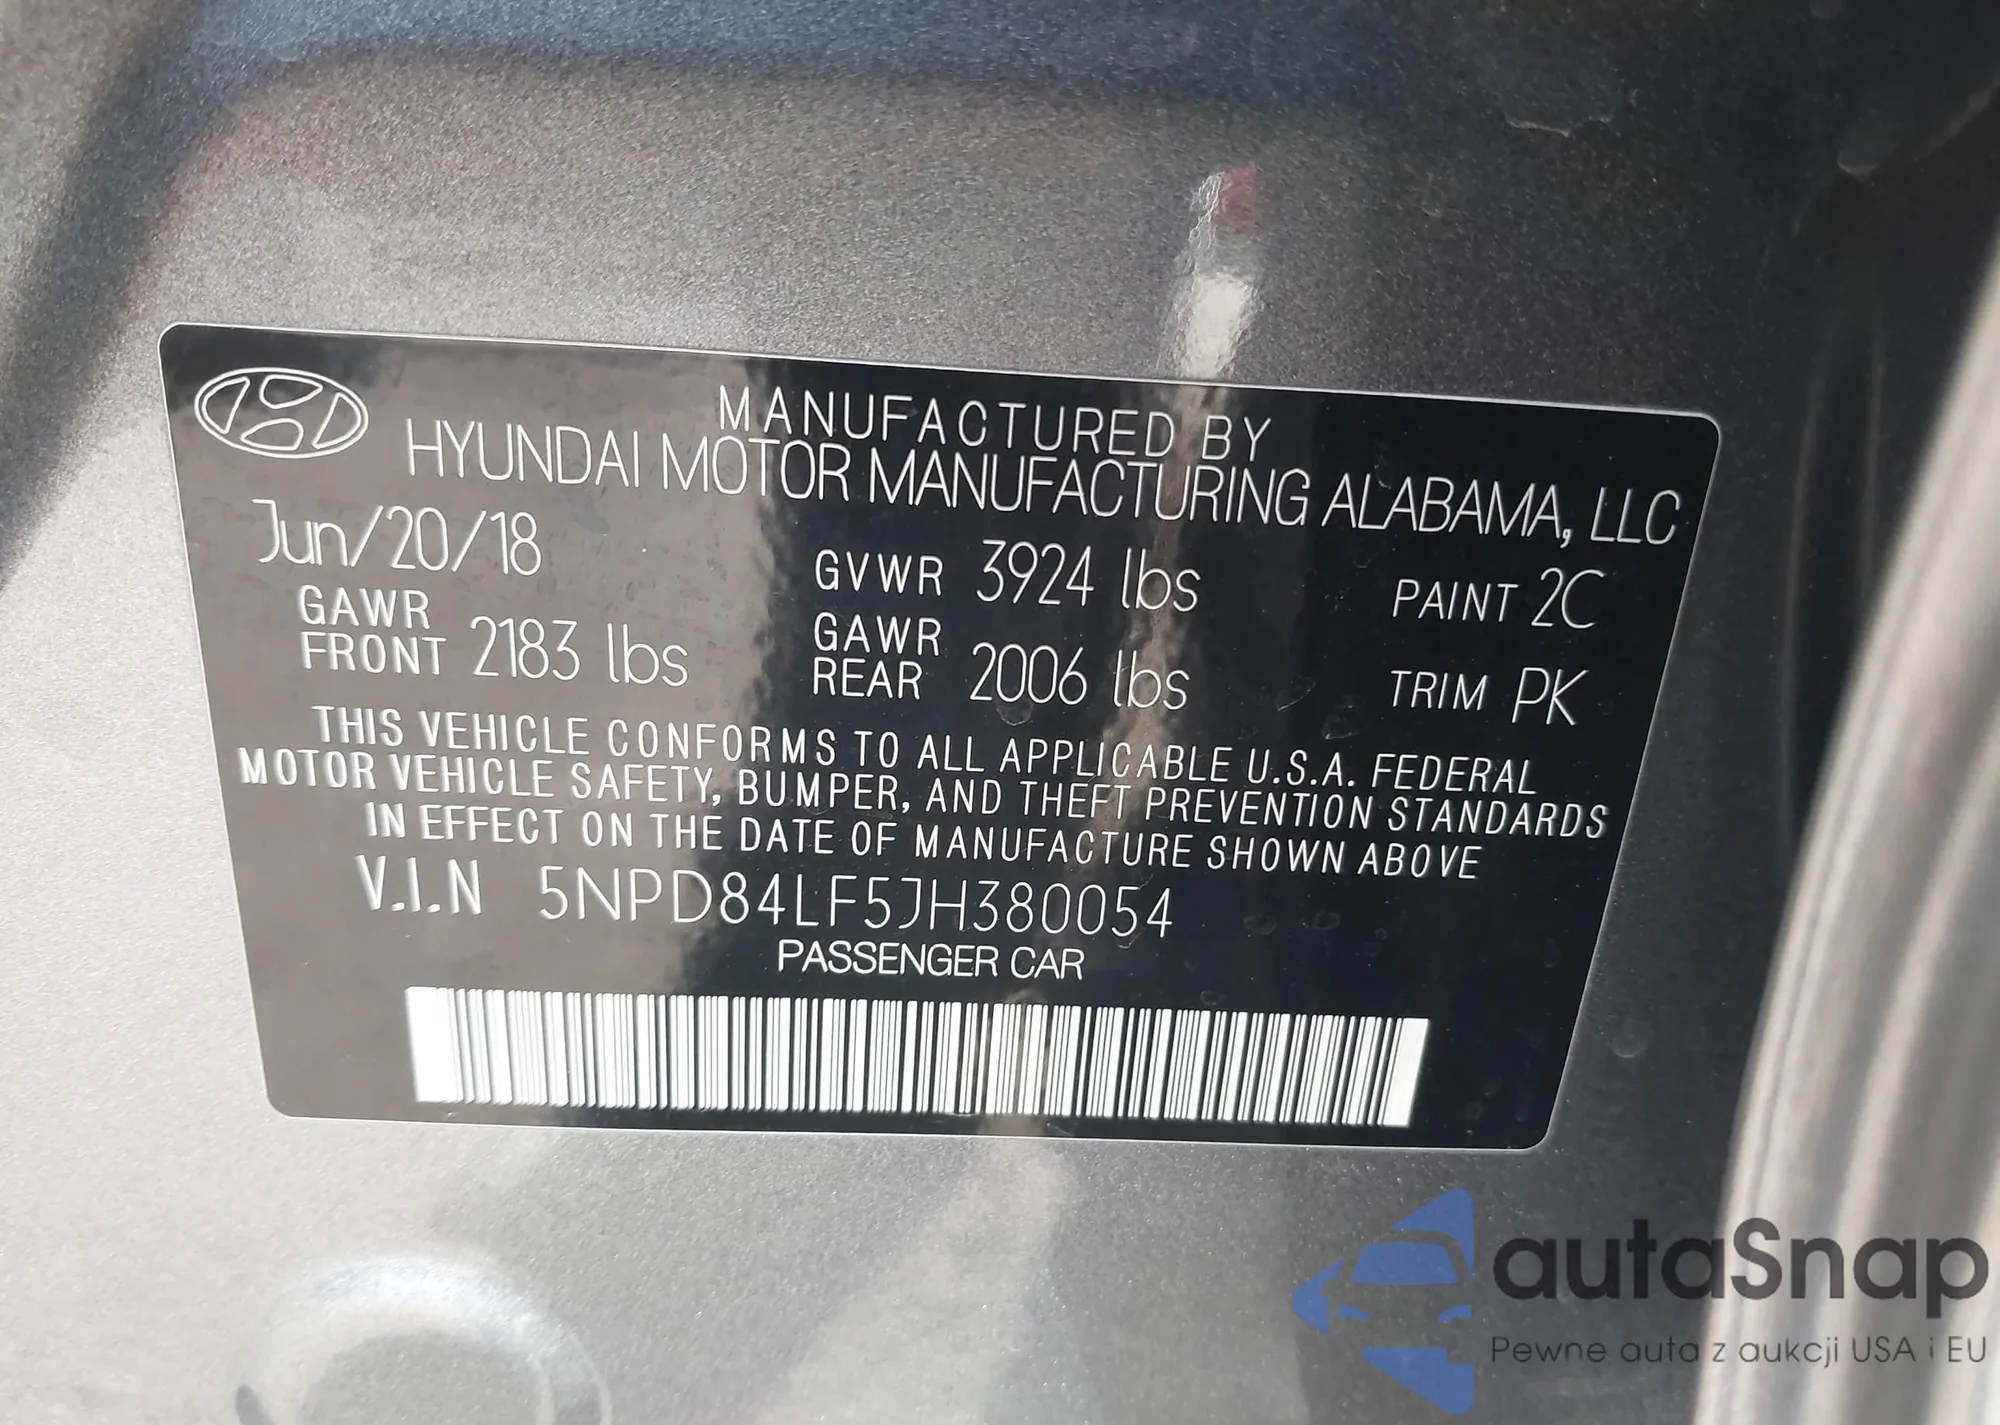 MANUFACTURED BY
HYUNDAI MOTOR MANUFACTURING ALABAMA, LLC
Jun/20/18 GVWR 3924 lbs PAINT 2C
GAWR FRONT 2183 lbs GAWR REAR 2006 lbs TRIM PK
THIS VEHICLE CONFORMS TO ALL APPLICABLE U.S.A. FEDERAL
MOTOR VEHICLE SAFETY, BUMPER, AND THEFT PREVENTION STANDARDS
IN EFFECT ON THE DATE OF MANUFACTURE SHOWN ABOVE
V.I.N 5NPD84LF5JH380054
PASSENGER CAR
autaSnap
Pewne auta z aukcji USA i EU